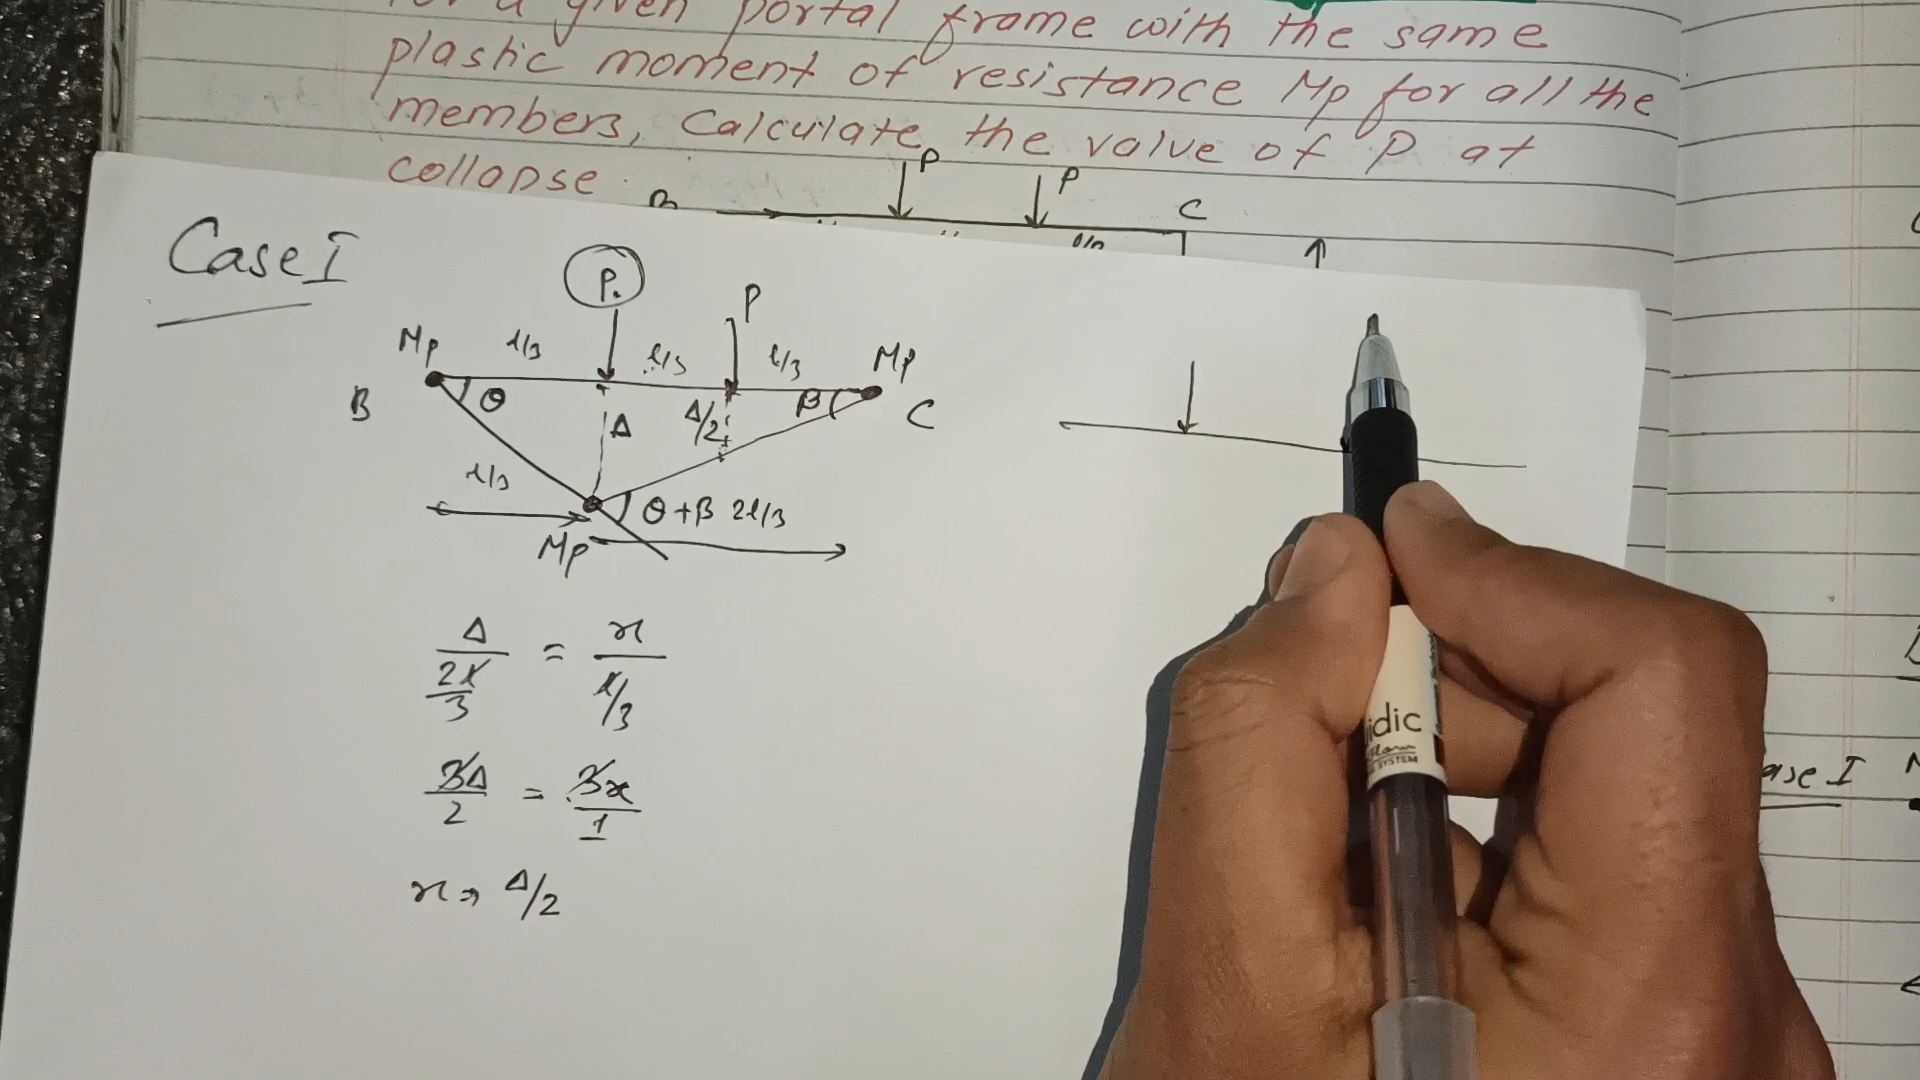 given portal frame with the same
plastic moment of resistance Mp for all the
members, Calculate the value of P at
collapse
P P
B C
Case I
P. P
Mp l/3 l/3 l/3 Mp
B θ Δ Δ/2 β C
l/3 θ+β 2l/3
Mp
Δ/(2l/3) = x/(l/3)
3Δ/2 = 3x/1
x → Δ/2
idic
SYSTEM
ase I